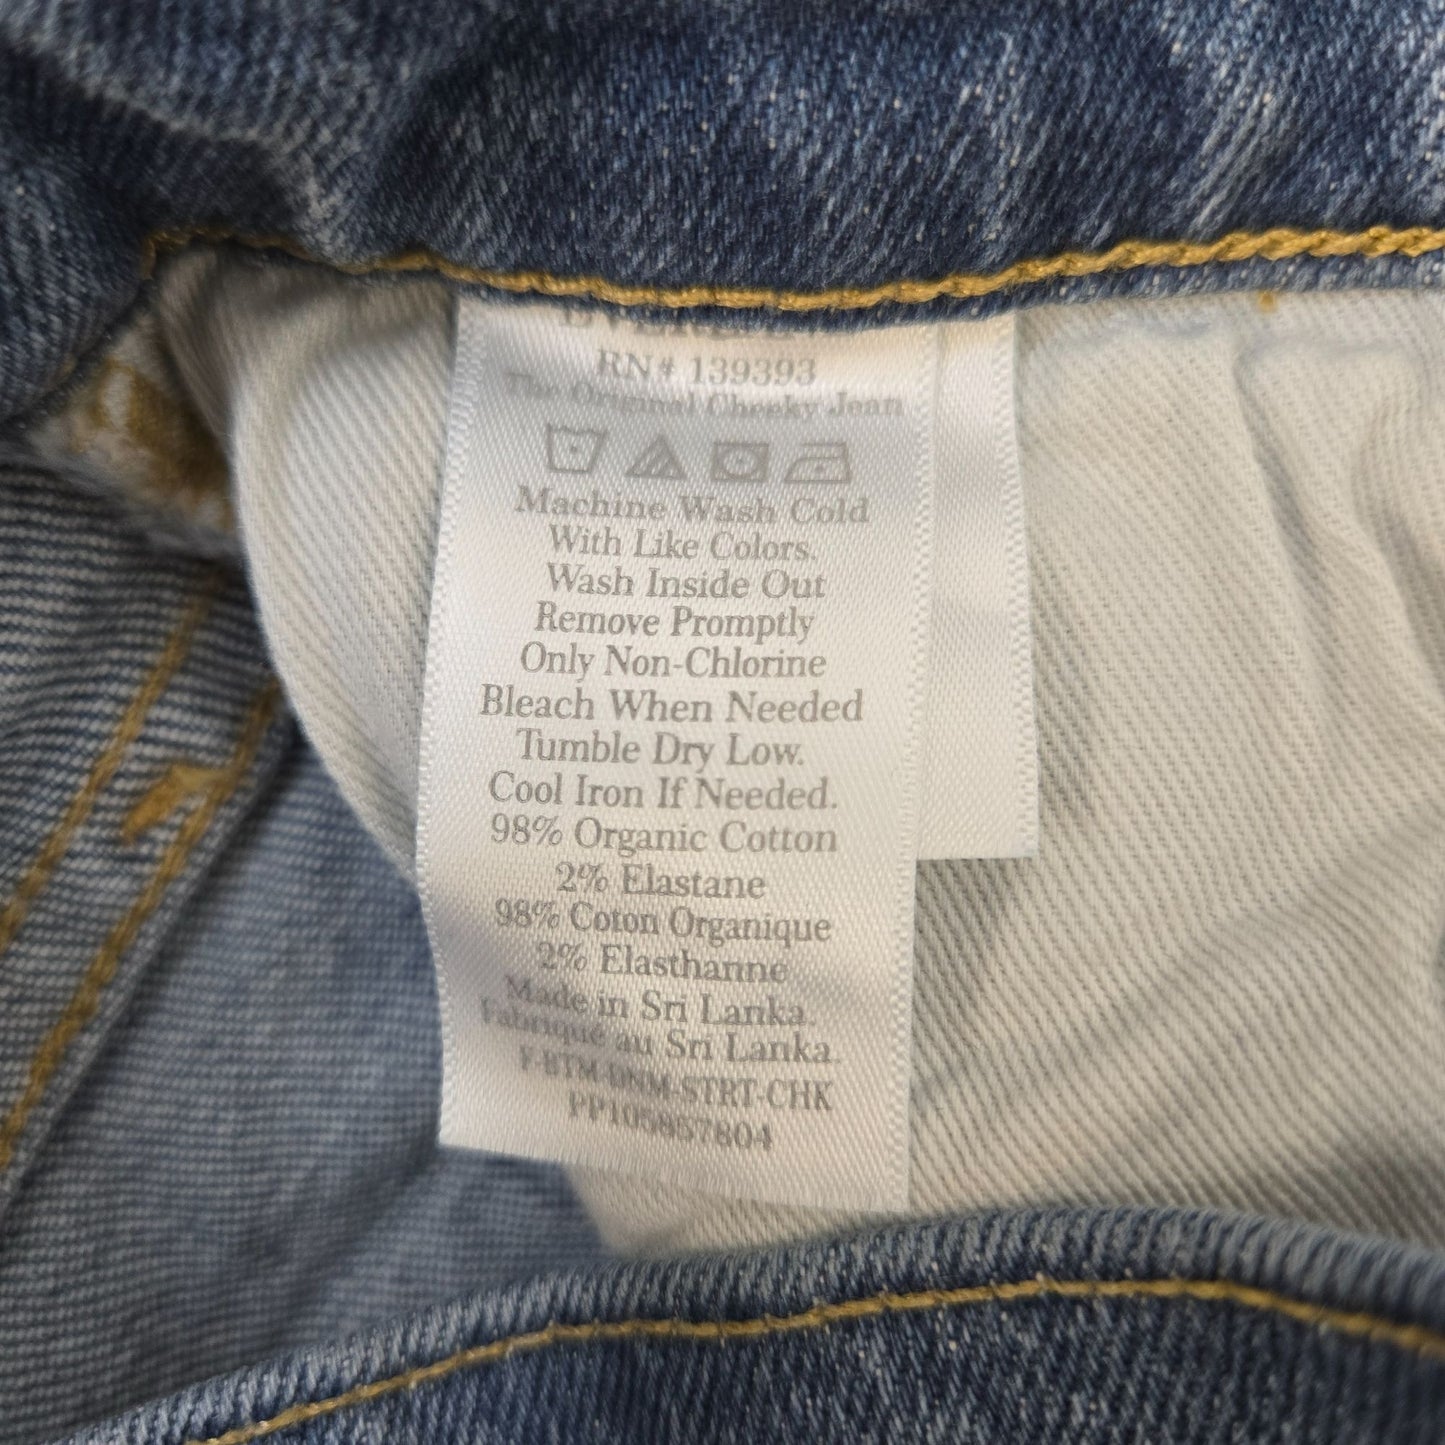 RN# 139393
The Original Cheeky Jean
Machine Wash Cold
With Like Colors.
Wash Inside Out
Remove Promptly
Only Non-Chlorine
Bleach When Needed
Tumble Dry Low.
Cool Iron If Needed.
98% Organic Cotton
2% Elastane
98% Coton Organique
2% Elasthanne
Made in Sri Lanka.
Fabriqué au Sri Lanka.
F-BTM-DNM-STRT-CHK
PP105857804